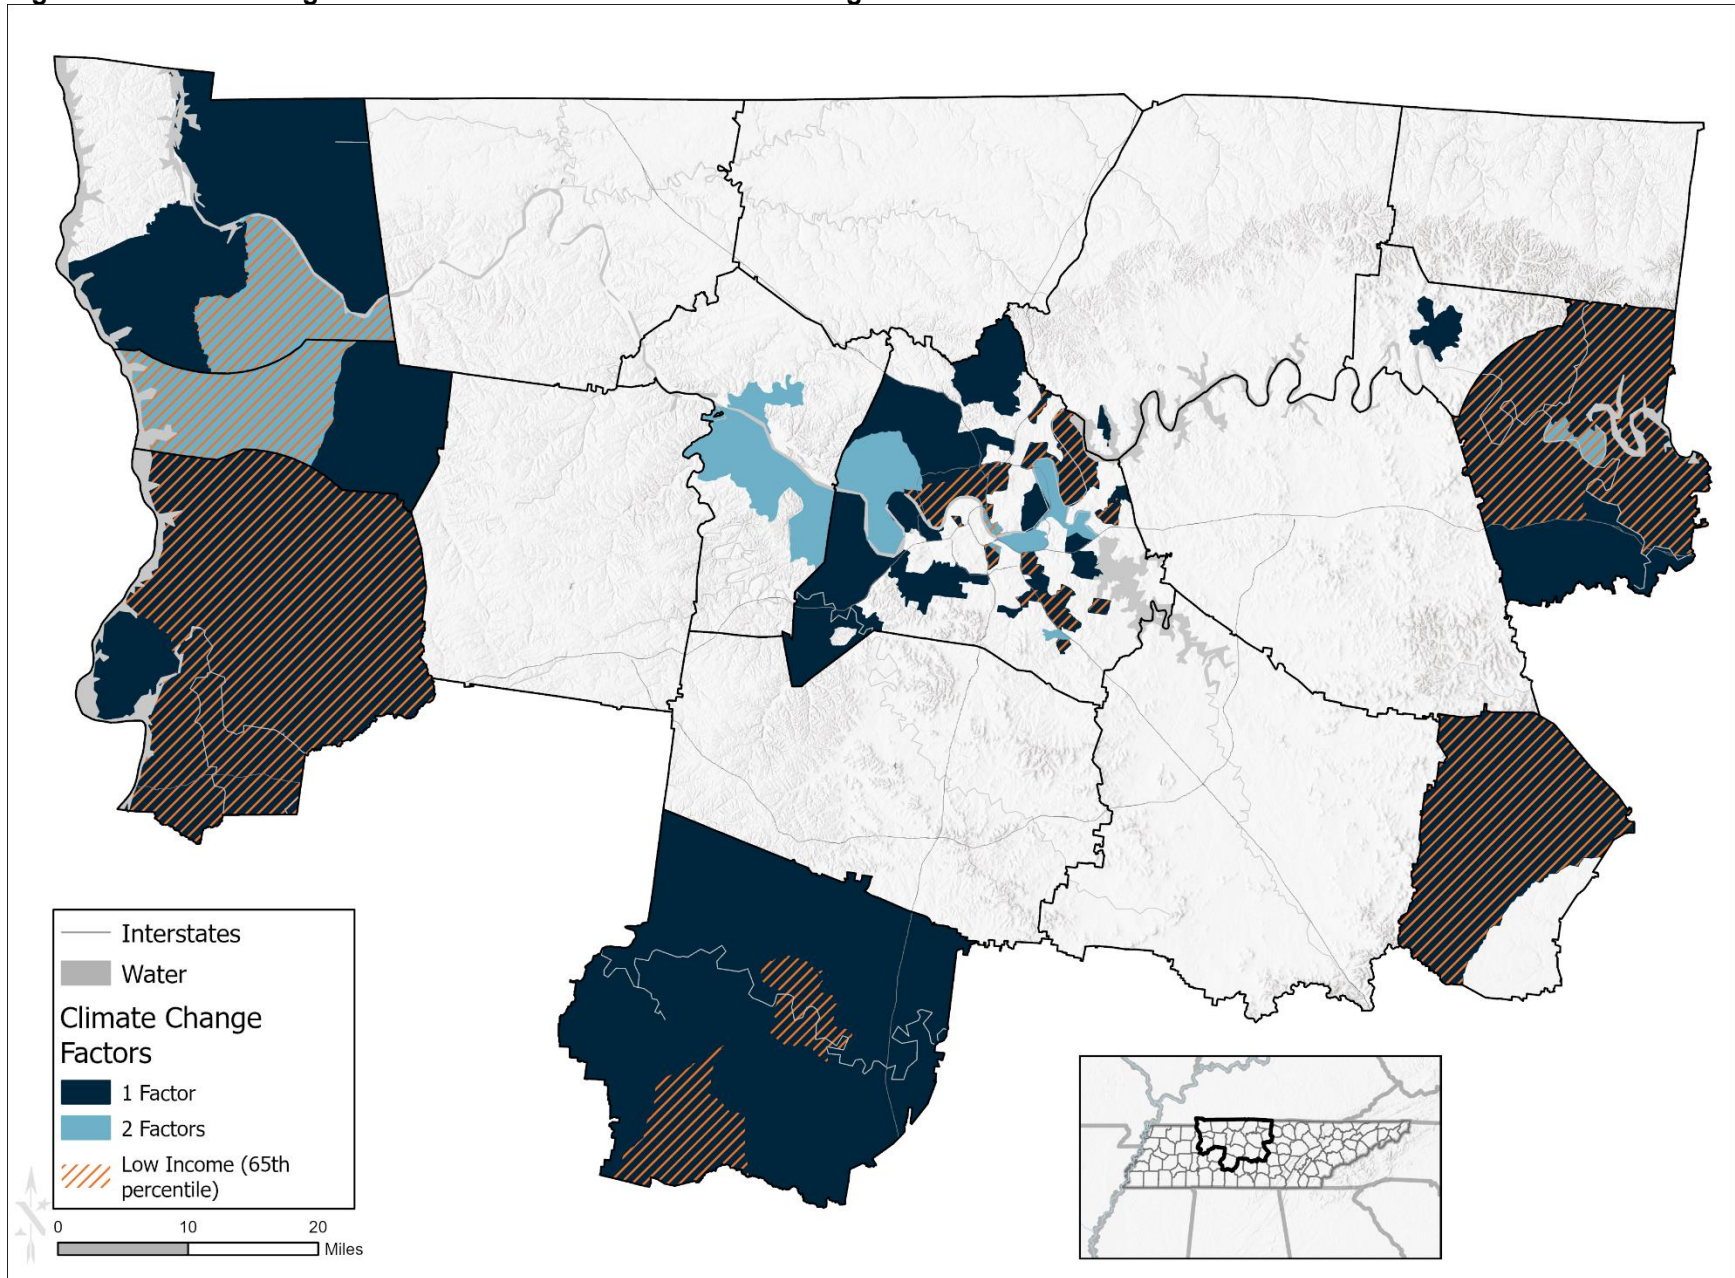 Interstates
Water
Climate Change
Factors
1 Factor
2 Factors
Low Income (65th
percentile)
N
0 10 20
Miles